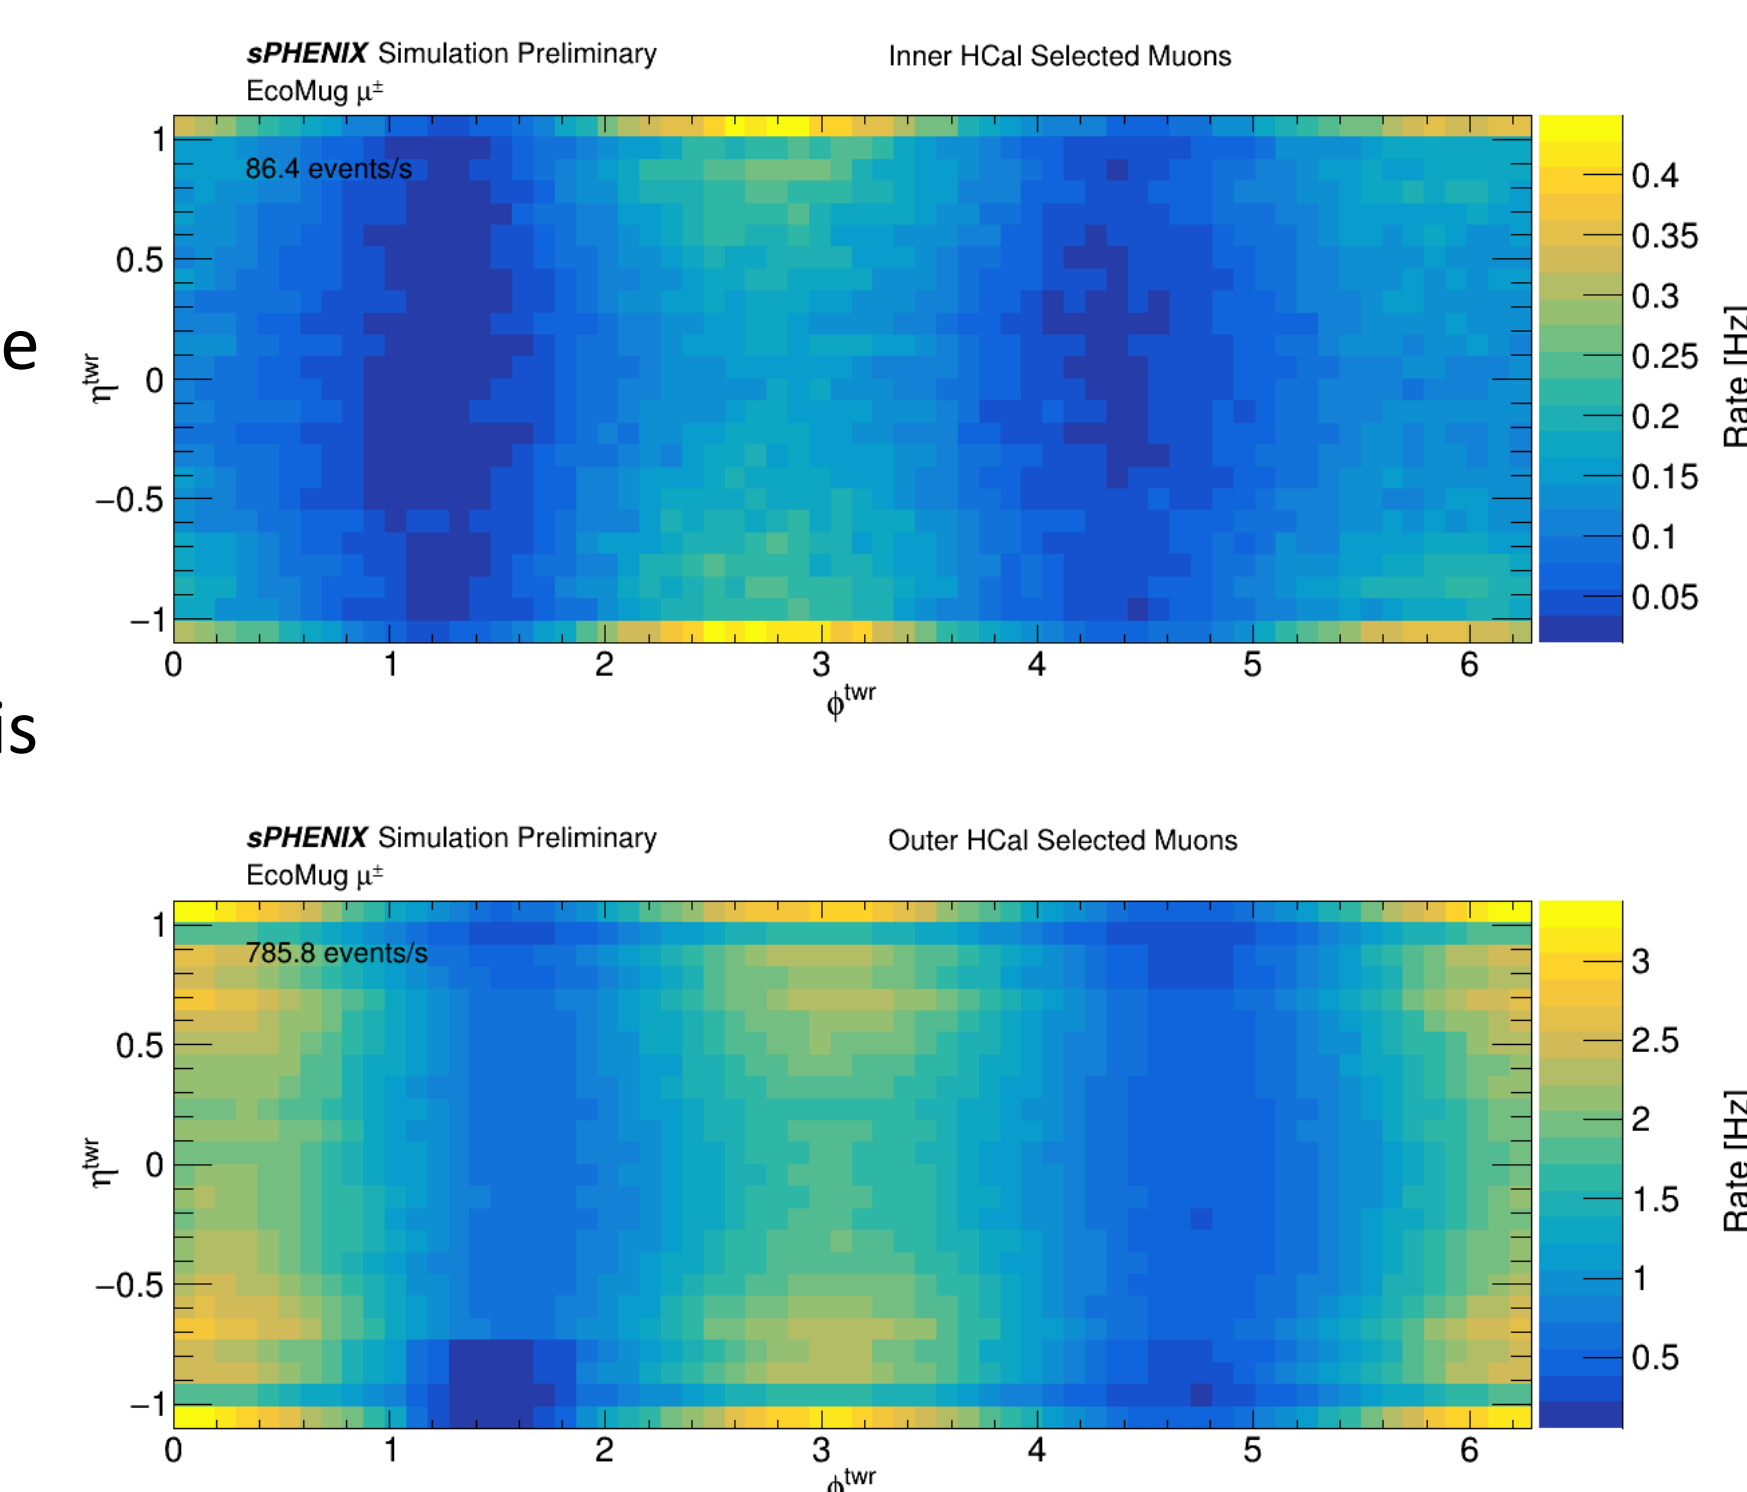 sPHENIX Simulation Preliminary
Inner HCal Selected Muons
EcoMug μ±
86.4 events/s
1
0.5
0
−0.5
−1
ηtwr
0 1 2 3 4 5 6
ϕtwr
0.4
0.35
0.3
0.25
0.2
0.15
0.1
0.05
Rate [Hz]
e
is
sPHENIX Simulation Preliminary
Outer HCal Selected Muons
EcoMug μ±
785.8 events/s
1
0.5
0
−0.5
−1
ηtwr
0 1 2 3 4 5 6
ϕtwr
3
2.5
2
1.5
1
0.5
Rate [Hz]